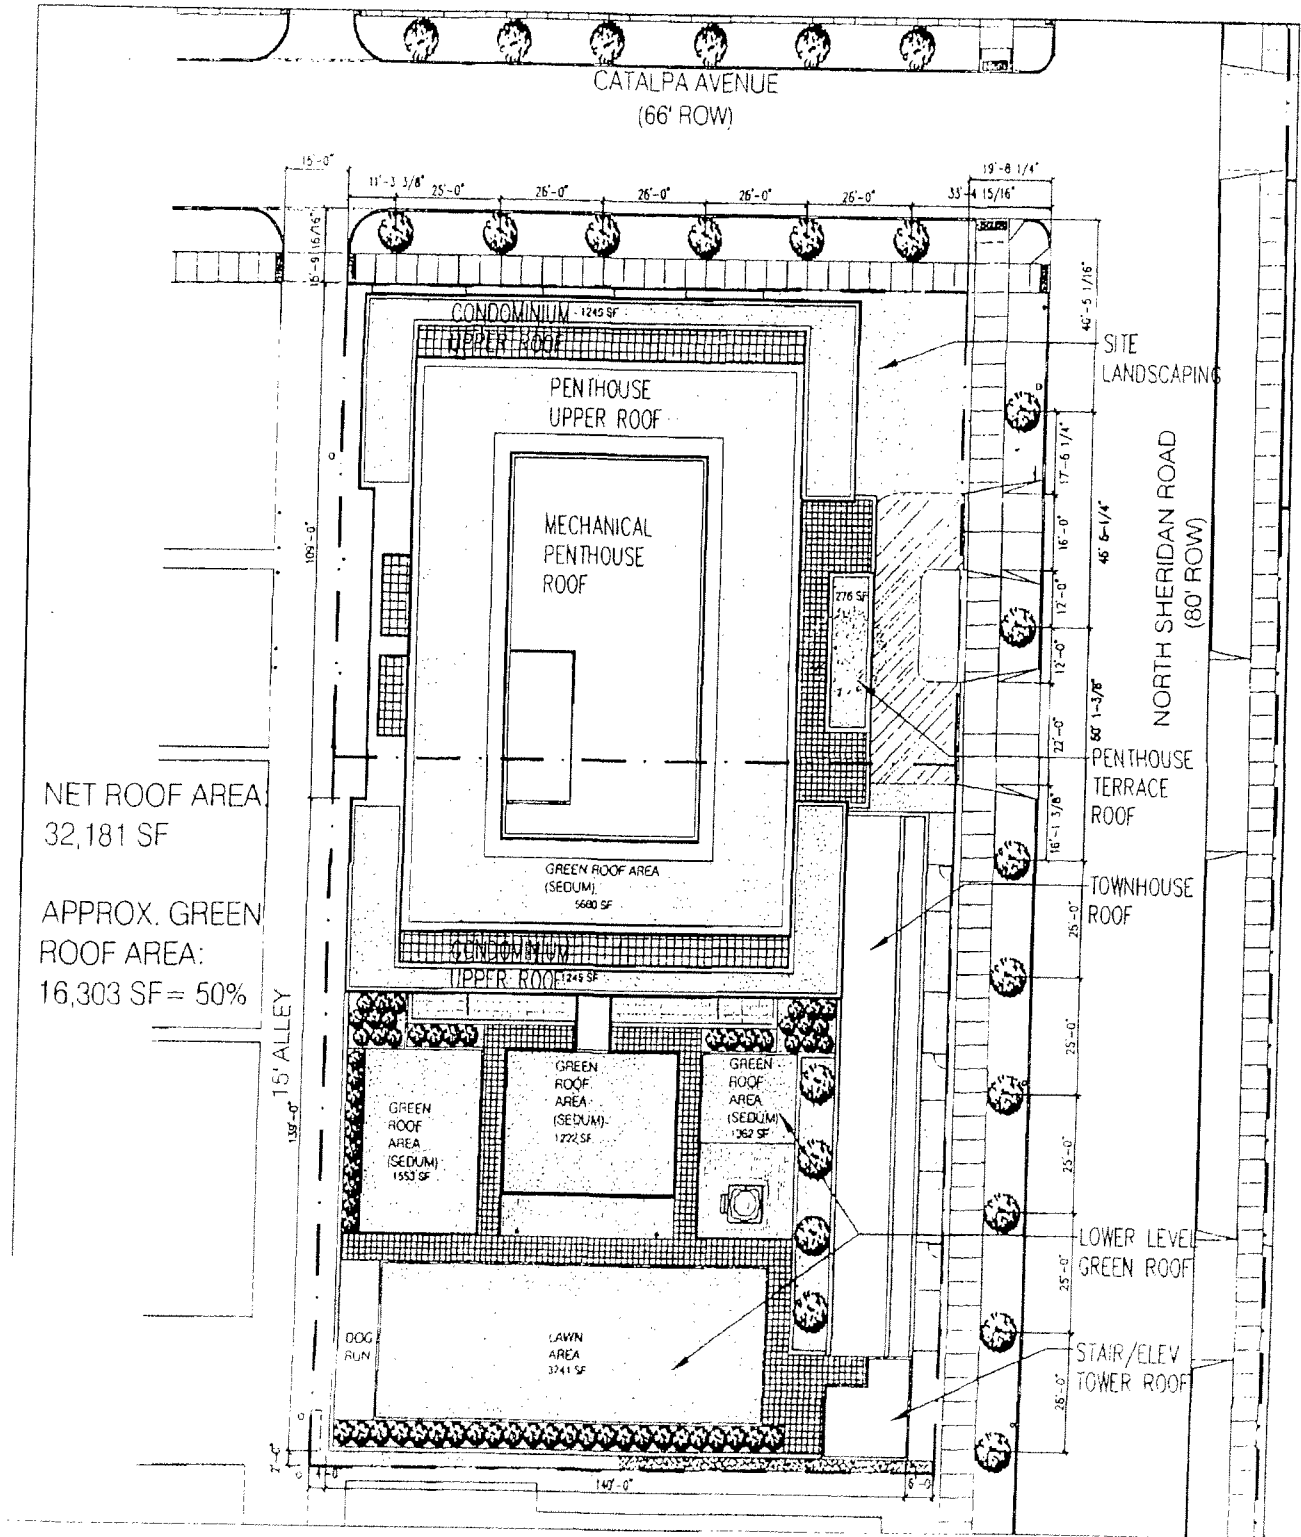 CATALPA AVENUE
(66' ROW)
15'-0"
19'-8 1/4"
11'-3 3/8"
25'-0"
26'-0"
26'-0"
26'-0"
26'-0"
33'-4 15/16"
40'-5 1/16"
CONDOMINIUM
1245 SF
UPPER ROOF
SITE
LANDSCAPING
PENTHOUSE
UPPER ROOF
17'-6 1/4"
NORTH SHERIDAN ROAD
(80' ROW)
MECHANICAL
PENTHOUSE
ROOF
109'-0"
16'-0"
46' 6-1/4"
276 SF
12'-0"
12'-0"
60' 1-3/8"
22'-0"
PENTHOUSE
TERRACE
ROOF
NET ROOF AREA
32,181 SF
16'-1 3/8"
GREEN ROOF AREA
(SEDUM)
5680 SF
TOWNHOUSE
ROOF
APPROX. GREEN
ROOF AREA:
16,303 SF = 50%
25'-0"
CONDOMINIUM
UPPER ROOF
1245 SF
15' ALLEY
25'-0"
GREEN
ROOF
AREA
(SEDUM)
1553 SF
GREEN
ROOF
AREA
(SEDUM)
1222 SF
GREEN
ROOF
AREA
(SEDUM)
1362 SF
139'-0"
25'-0"
LOWER LEVEL
GREEN ROOF
25'-0"
DOG
RUN
LAWN
AREA
3741 SF
STAIR/ELEV
TOWER ROOF
26'-0"
140'-0"